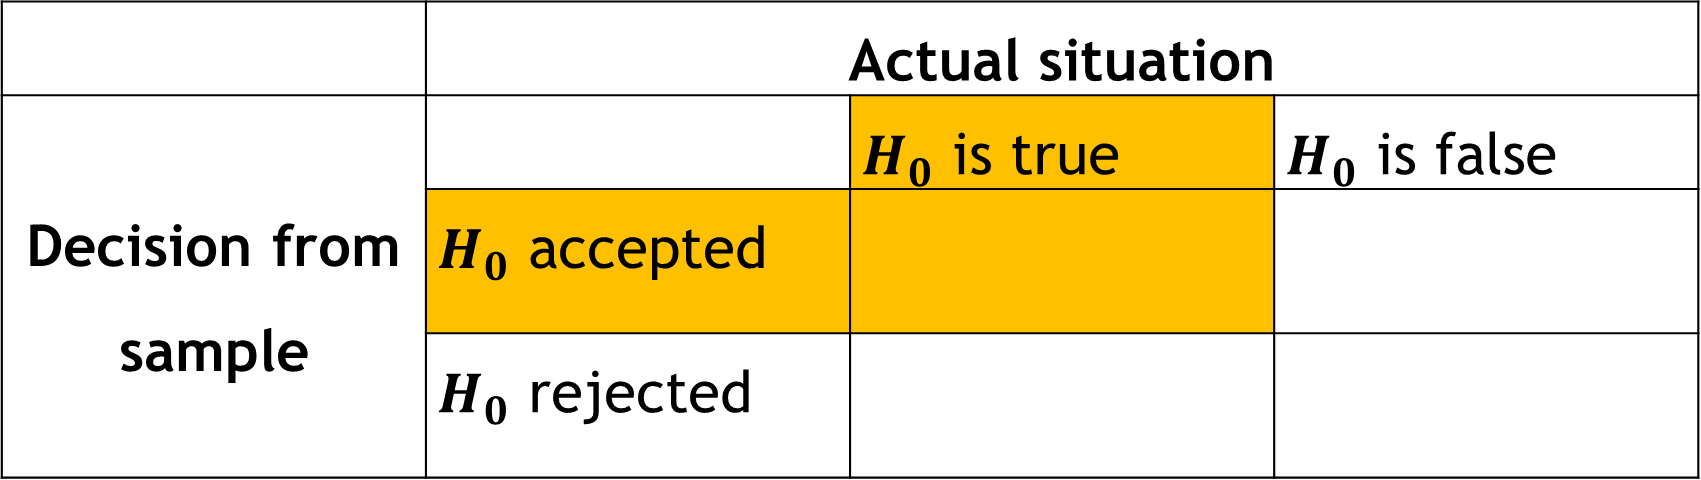 Actual situation
H₀ is true
H₀ is false
Decision from
sample
H₀ accepted
H₀ rejected